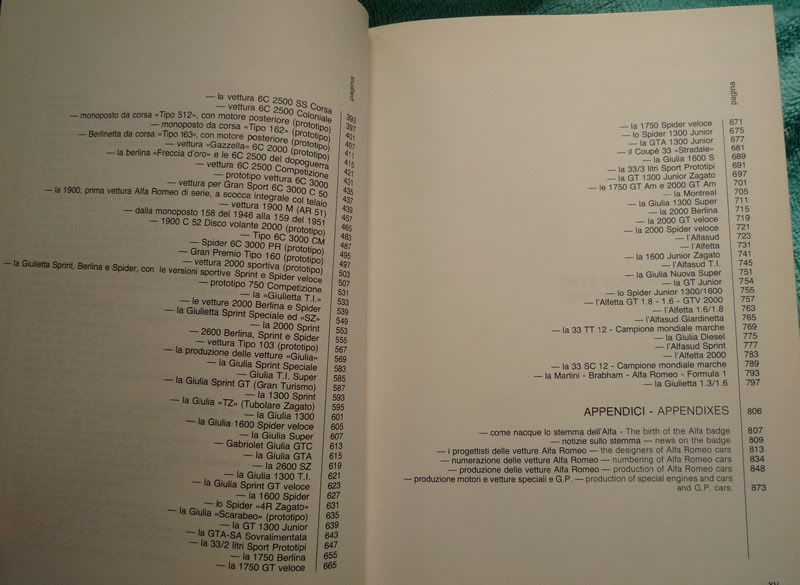 pagina
— la vettura 6C 2500 SS Corsa 393
— vettura 6C 2500 Coloniale 397
— monoposto da corsa «Tipo 512», con motore posteriore (prototipo) 401
— monoposto da corsa «Tipo 162» (prototipo) 407
— Berlinetta da corsa «Tipo 163», con motore posteriore (prototipo) 411
— vettura «Gazzella» 6C 2000 (prototipo) 415
— la berlina «Freccia d'oro» e le 6C 2500 del dopoguerra 421
— vettura 6C 2500 Competizione 431
— prototipo vettura 6C 3000 435
— vettura per Gran Sport 6C 3000 C 50 437
— la 1900, prima vettura Alfa Romeo di serie, a scocca integrale col telaio 439
— vettura 1900 M (AR 51) 457
— dalla monoposto 158 del 1946 alla 159 del 1951 465
— 1900 C 52 Disco volante 2000 (prototipo) 483
— Tipo 6C 3000 CM 487
— Spider 6C 3000 PR (prototipo) 495
— Gran Premio Tipo 160 (prototipo) 497
— vettura 2000 sportiva (prototipo) 503
— la Giulietta Sprint, Berlina e Spider, con le versioni sportive Sprint e Spider veloce 507
— prototipo 750 Competizione 531
— la «Giulietta T.I.» 533
— le vetture 2000 Berlina e Spider 539
— la Giulietta Sprint Speciale ed «SZ» 549
— la 2000 Sprint 553
— 2600 Berlina, Sprint e Spider 555
— vettura Tipo 103 (prototipo) 567
— la produzione delle vetture «Giulia» 569
— la Giulia Sprint Speciale 583
— Giulia T.I. Super 585
— la Giulia Sprint GT (Gran Turismo) 587
— la 1300 Sprint 593
— la Giulia «TZ» (Tubolare Zagato) 595
— la Giulia 1300 601
— la Giulia 1600 Spider veloce 605
— la Giulia Super 607
— Gabriolet Giulia GTC 613
— la Giulia GTA 615
— la 2600 SZ 619
— la Giulia 1300 T.I. 621
— la Giulia Sprint GT veloce 623
— la 1600 Spider 627
— lo Spider «4R Zagato» 631
— la Giulia «Scarabeo» (prototipo) 635
— la GT 1300 Junior 639
— la GTA-SA Sovralimentata 643
— la 33/2 litri Sport Prototipi 647
— la 1750 Berlina 655
— la 1750 GT veloce 665
pagina
— la 1750 Spider veloce 671
— lo Spider 1300 Junior 675
— la GTA 1300 Junior 677
— il Coupè 33 «Stradale» 681
— la Giulia 1600 S 689
— la 33/3 litri Sport Prototipi 691
— la GT 1300 Junior Zagato 697
— le 1750 GT Am e 2000 GT Am 701
— la Montreal 705
— la Giulia 1300 Super 711
— la 2000 Berlina 715
— la 2000 GT veloce 719
— la 2000 Spider veloce 721
— l'Alfasud 723
— l'Alfetta 731
— la 1600 Junior Zagato 741
— l'Alfasud T.I. 745
— la Giulia Nuova Super 751
— la GT Junior 754
— lo Spider Junior 1300/1600 755
— l'Alfetta GT 1.8 - 1.6 - GTV 2000 757
— l'Alfetta 1.6/1.8 763
— l'Alfasud Giardinetta 765
— la 33 TT 12 - Campione mondiale marche 769
— la Giulia Diesel 775
— l'Alfasud Sprint 777
— l'Alfetta 2000 783
— la 33 SC 12 - Campione mondiale marche 789
— la Martini - Brabham - Alfa Romeo - Formula 1 793
— la Giulietta 1.3/1.6 797
APPENDICI - APPENDIXES 806
— come nacque lo stemma dell'Alfa - The birth of the Alfa badge 807
— notizie sullo stemma — news on the badge 809
— i progettisti delle vetture Alfa Romeo — the designers of Alfa Romeo cars 813
— numerazione delle vetture Alfa Romeo — numbering of Alfa Romeo cars 834
— produzione delle vetture Alfa Romeo — production of Alfa Romeo cars 848
— produzione motori e vetture speciali e G.P. — production of special engines and cars
and G.P. cars. 873